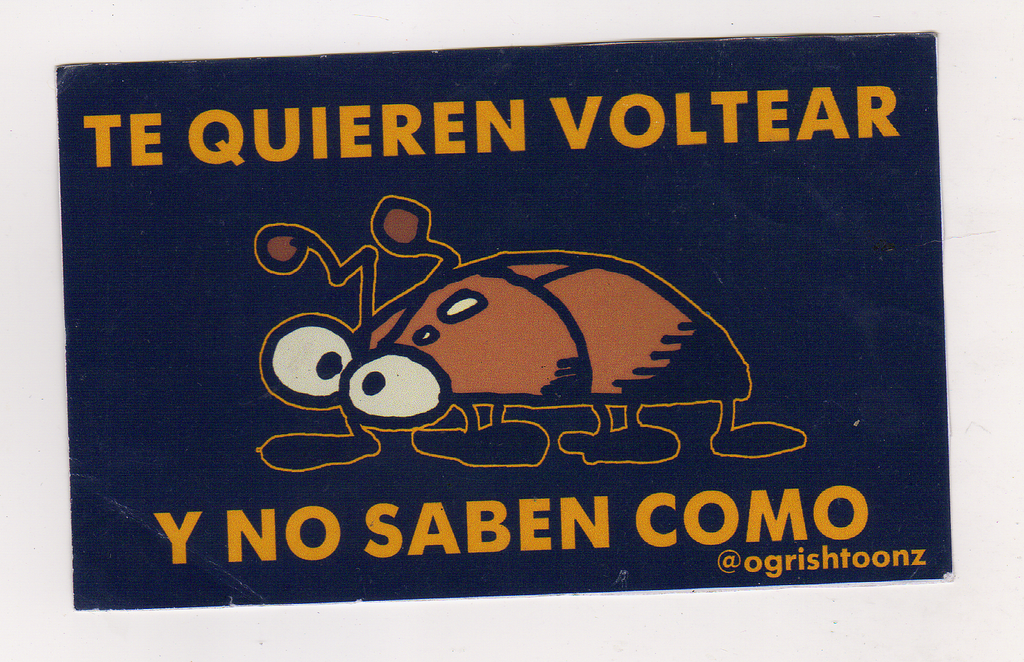 TE QUIEREN VOLTEAR
Y NO SABEN COMO
@ogrishtoonz